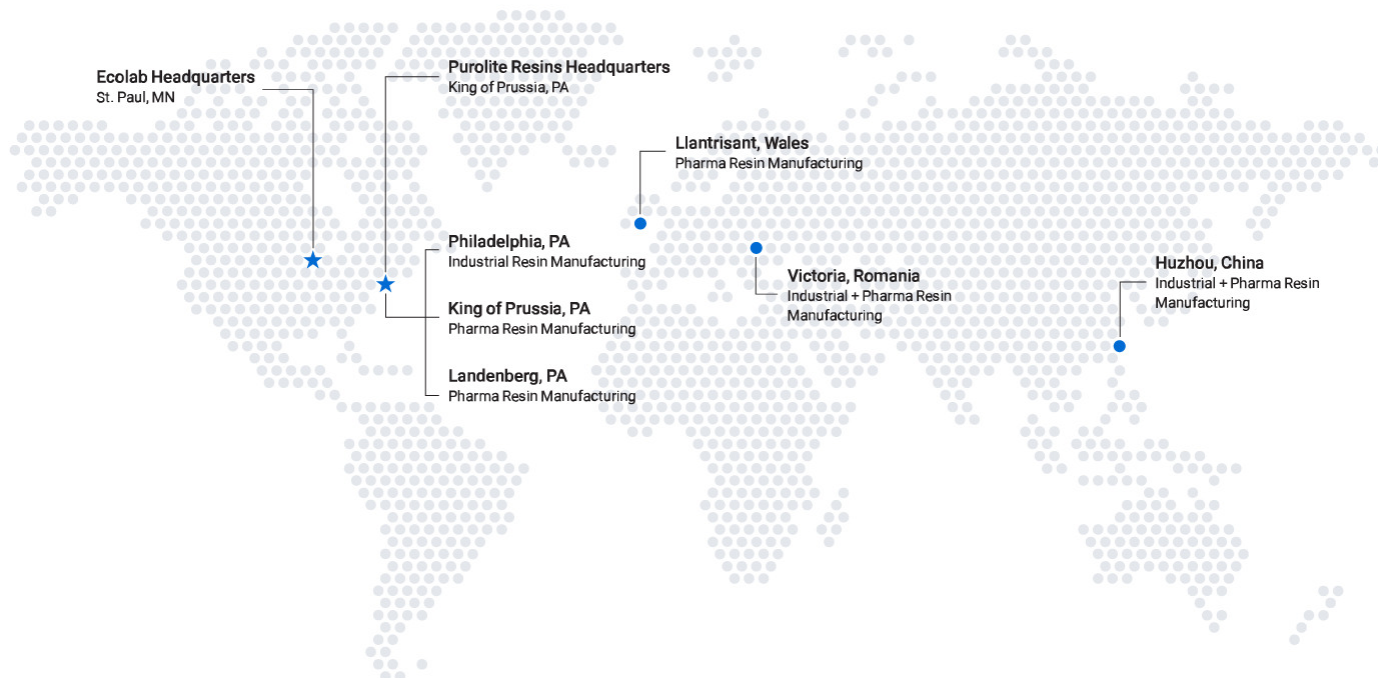 Ecolab Headquarters
St. Paul, MN
Purolite Resins Headquarters
King of Prussia, PA
Llantrisant, Wales
Pharma Resin Manufacturing
Philadelphia, PA
Industrial Resin Manufacturing
King of Prussia, PA
Pharma Resin Manufacturing
Landenberg, PA
Pharma Resin Manufacturing
Victoria, Romania
Industrial + Pharma Resin
Manufacturing
Huzhou, China
Industrial + Pharma Resin
Manufacturing